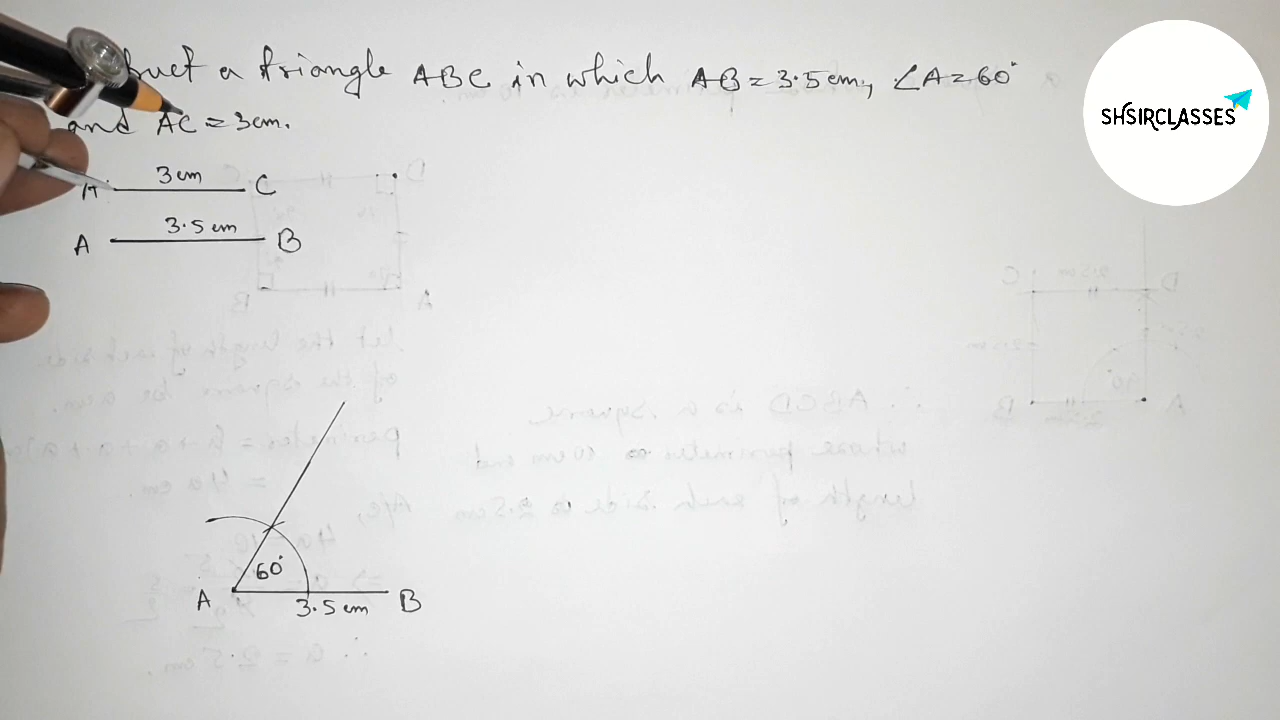 a triangle ABC in which AB = 3.5 cm, ∠A = 60°
and AC = 3 cm.
SHSIRCLASSES
A 3 cm C
A 3.5 cm B
60°
A 3.5 cm B